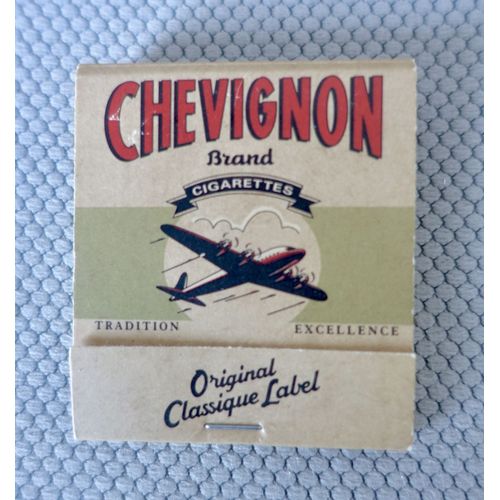 CHEVIGNON
Brand
CIGARETTES
TRADITION EXCELLENCE
Original
Classique Label